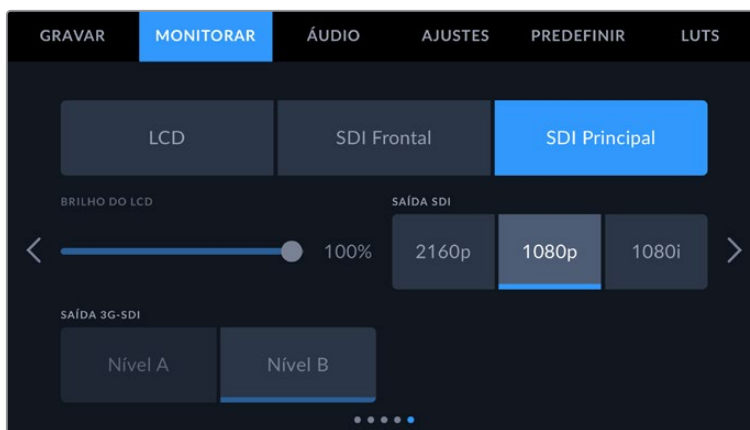 GRAVAR MONITORAR ÁUDIO AJUSTES PREDEFINIR LUTS
LCD SDI Frontal SDI Principal
BRILHO DO LCD SAÍDA SDI
100% 2160p 1080p 1080i
SAÍDA 3G-SDI
Nível A Nível B